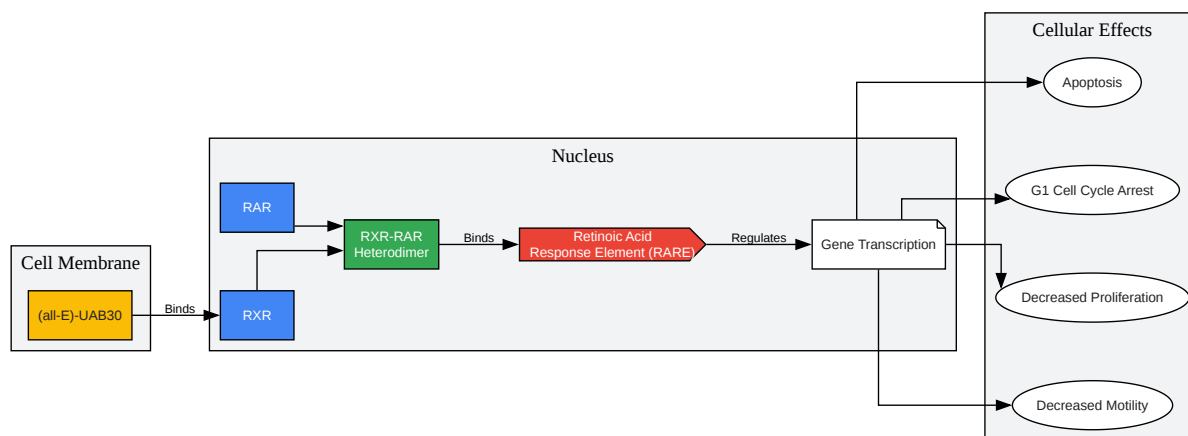 Cellular Effects
Apoptosis
Nucleus
RAR
G1 Cell Cycle Arrest
RXR-RAR
Heterodimer
Binds
Retinoic Acid
Response Element (RARE)
Regulates
Gene Transcription
Cell Membrane
(all-E)-UAB30
Binds
RXR
Decreased Proliferation
Decreased Motility